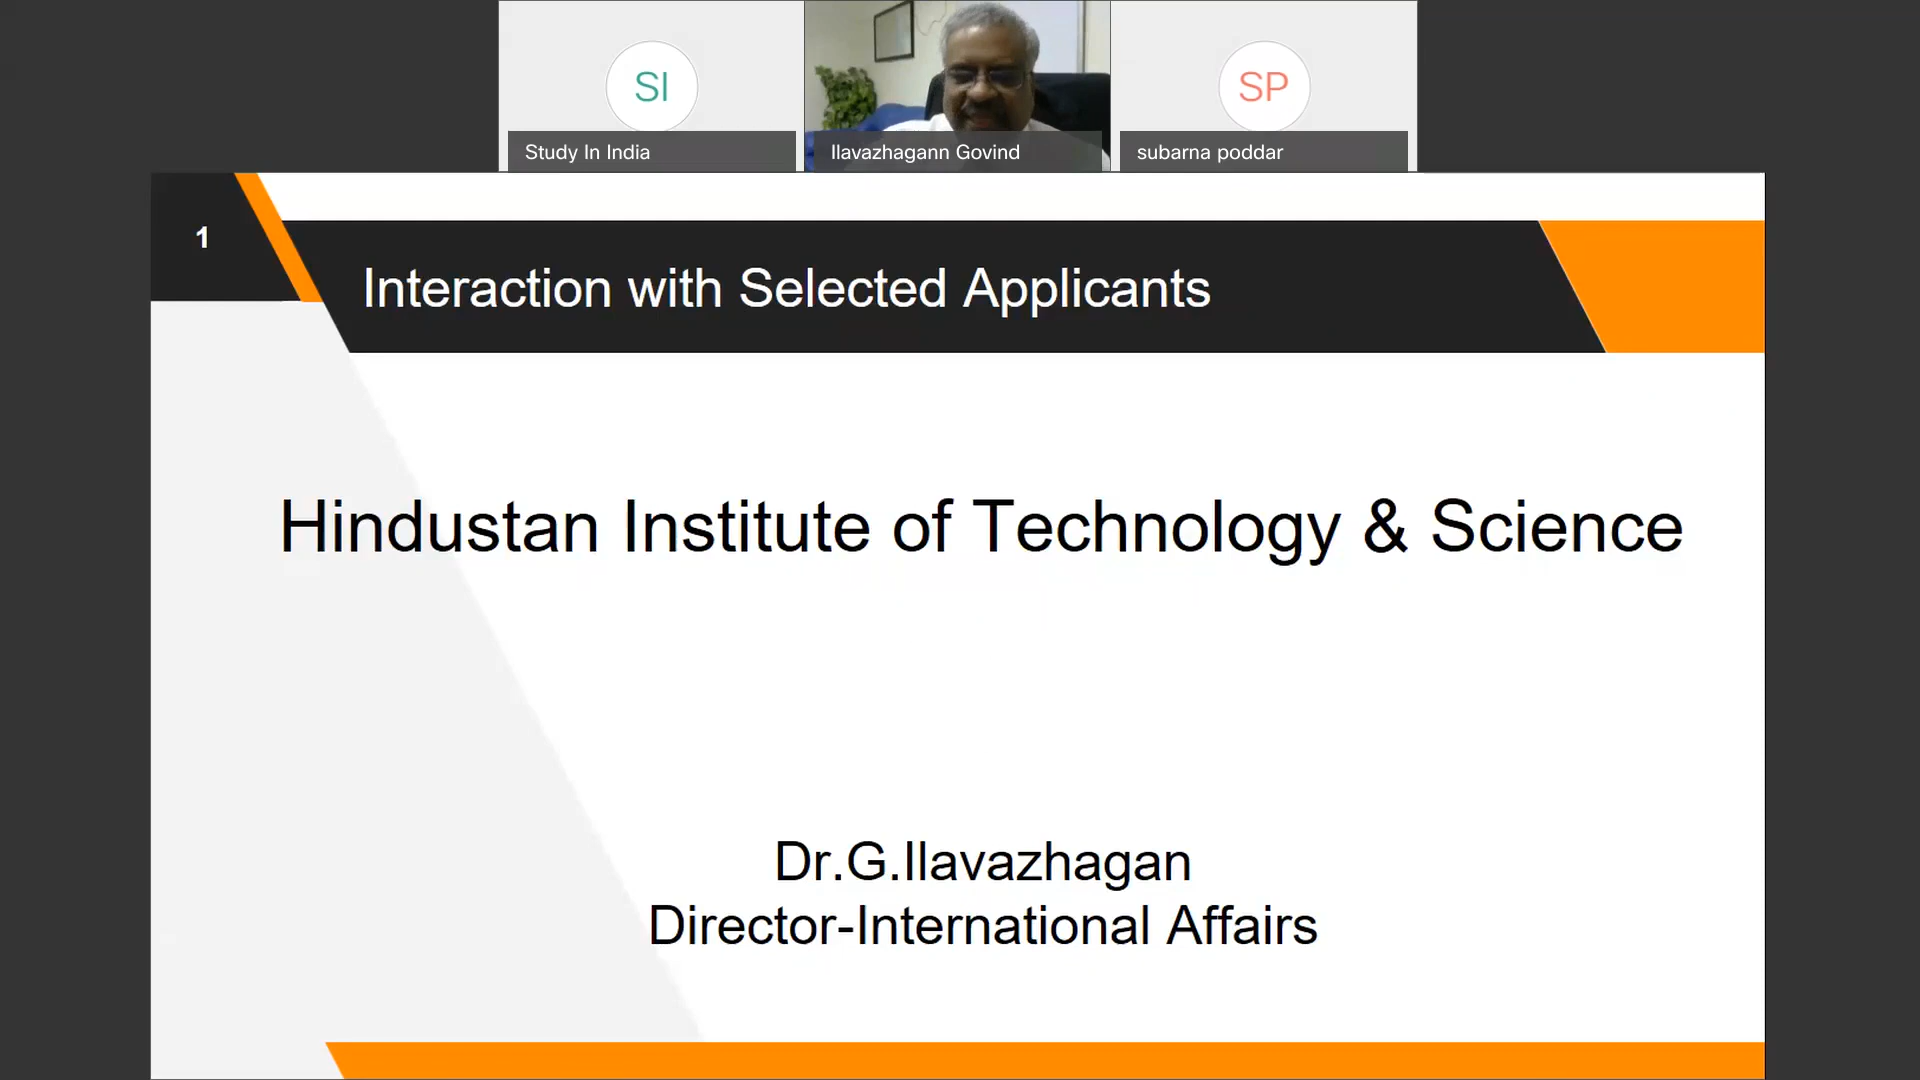 SI
SP
Study In India
Ilavazhagann Govind
subarna poddar
1
Interaction with Selected Applicants
Hindustan Institute of Technology & Science
Dr.G.Ilavazhagan
Director-International Affairs